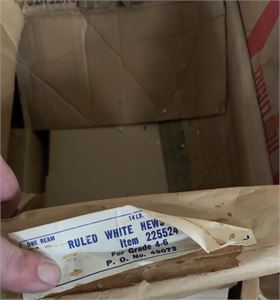 14 LB.
ONE REAM
RULED WHITE NEWS
Item 225524
For Grade 4-6
P. O. No. 49073